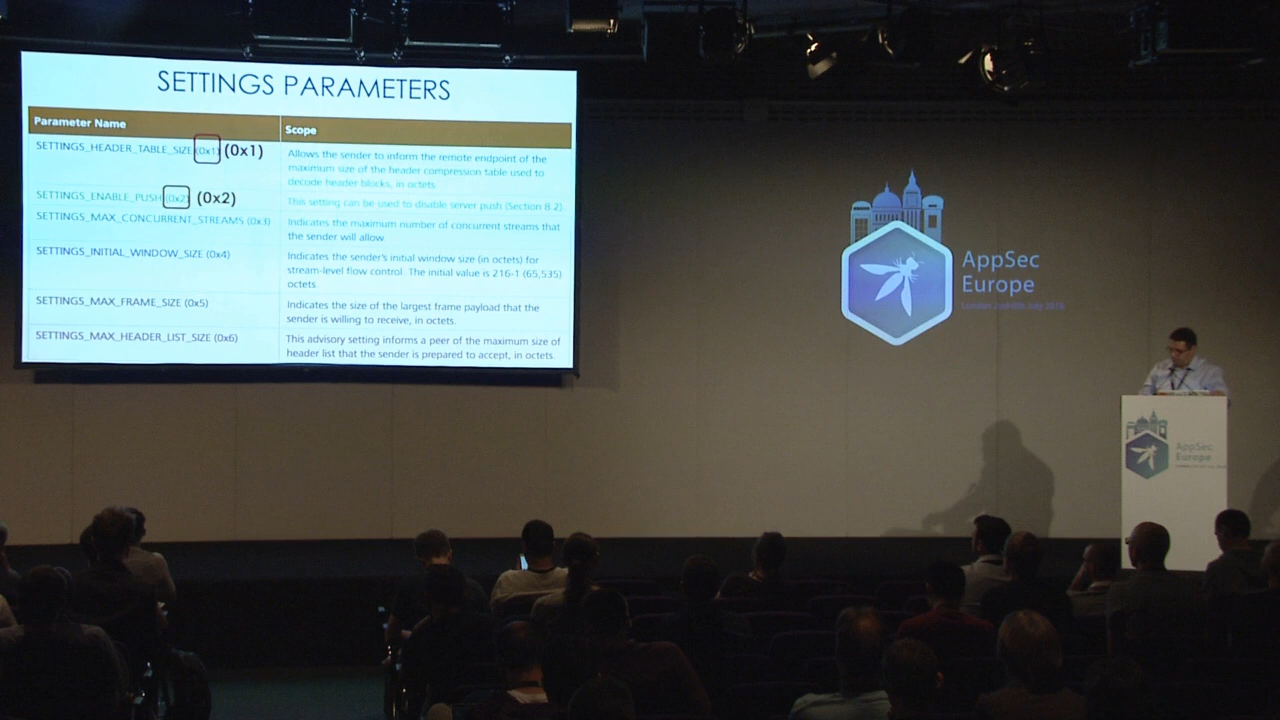 SETTINGS PARAMETERS
Parameter Name
Scope
SETTINGS_HEADER_TABLE_SIZE (0x1) (0x1)
Allows the sender to inform the remote endpoint of the
maximum size of the header compression table used to
decode header blocks, in octets.
SETTINGS_ENABLE_PUSH (0x2) (0x2)
This setting can be used to disable server push (Section 8.2).
SETTINGS_MAX_CONCURRENT_STREAMS (0x3)
Indicates the maximum number of concurrent streams that
the sender will allow.
SETTINGS_INITIAL_WINDOW_SIZE (0x4)
Indicates the sender's initial window size (in octets) for
stream-level flow control. The initial value is 216-1 (65,535)
octets.
SETTINGS_MAX_FRAME_SIZE (0x5)
Indicates the size of the largest frame payload that the
sender is willing to receive, in octets.
SETTINGS_MAX_HEADER_LIST_SIZE (0x6)
This advisory setting informs a peer of the maximum size of
header list that the sender is prepared to accept, in octets.
AppSec
Europe
London 2nd-6th July 2018
AppSec
Europe